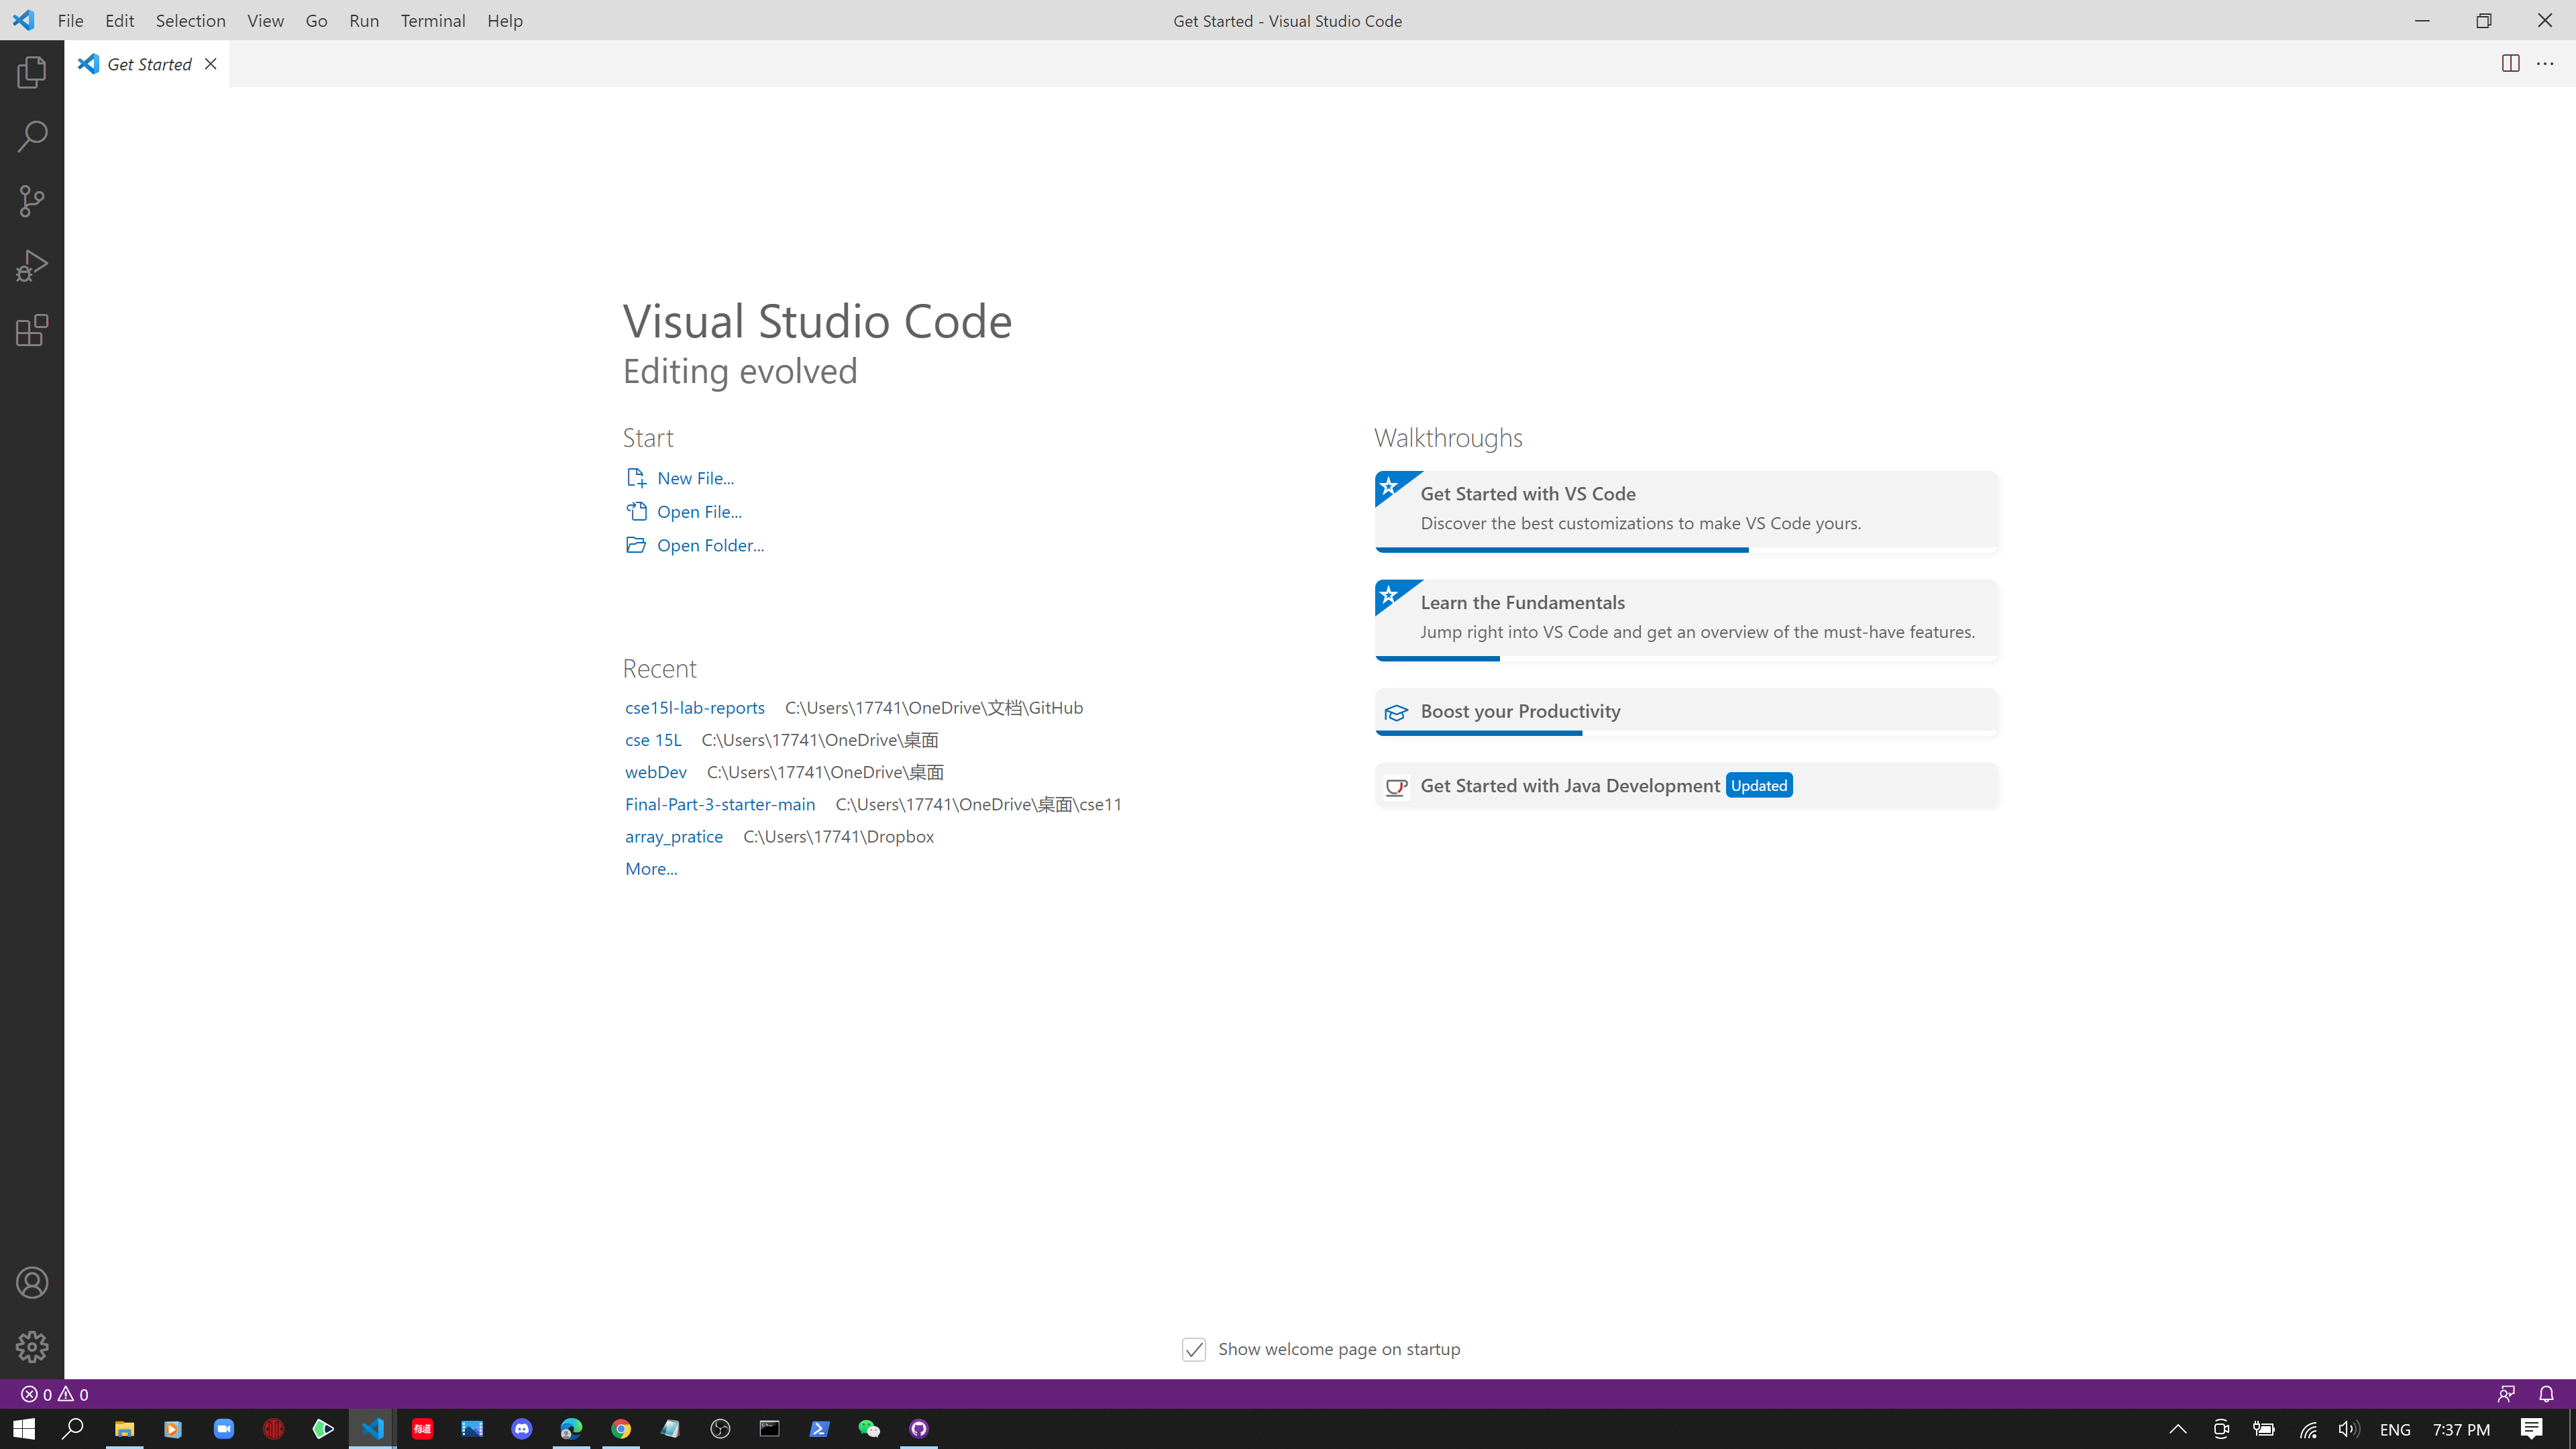 File Edit Selection View Go Run Terminal Help
Get Started - Visual Studio Code
Get Started
Visual Studio Code
Editing evolved
Start
New File...
Open File...
Open Folder...
Recent
cse15l-lab-reports C:\Users\17741\OneDrive\文档\GitHub
cse 15L C:\Users\17741\OneDrive\桌面
webDev C:\Users\17741\OneDrive\桌面
Final-Part-3-starter-main C:\Users\17741\OneDrive\桌面\cse11
array_pratice C:\Users\17741\Dropbox
More...
Walkthroughs
Get Started with VS Code
Discover the best customizations to make VS Code yours.
Learn the Fundamentals
Jump right into VS Code and get an overview of the must-have features.
Boost your Productivity
Get Started with Java Development Updated
Show welcome page on startup
0 0
有道
ENG 7:37 PM